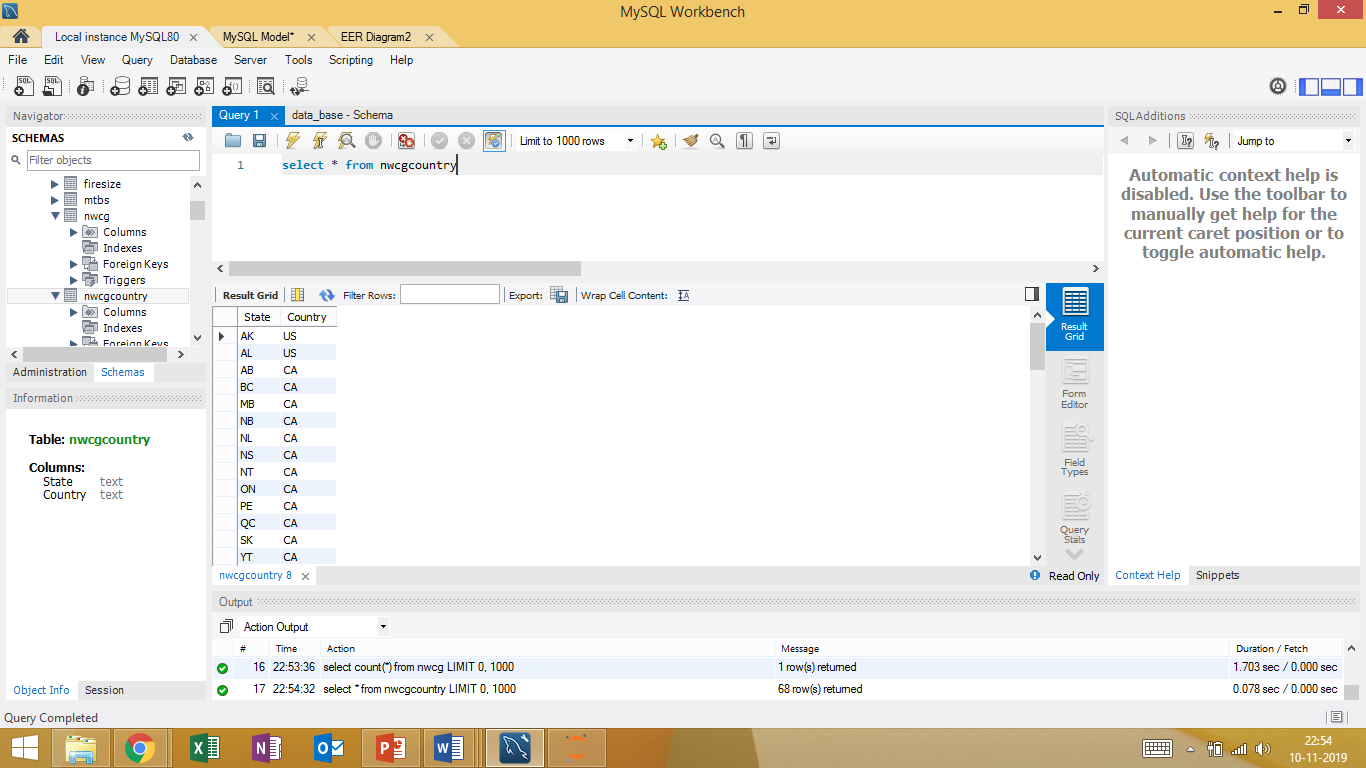 MySQL Workbench
Local instance MySQL80
MySQL Model*
EER Diagram2
File Edit View Query Database Server Tools Scripting Help
Navigator
SCHEMAS
Filter objects
firesize
mtbs
nwcg
Columns
Indexes
Foreign Keys
Triggers
nwcgcountry
Columns
Indexes
Foreign Keys
Administration Schemas
Information
Table: nwcgcountry
Columns:
State text
Country text
Object Info Session
Query 1
data_base - Schema
Limit to 1000 rows
1 select * from nwcgcountry
Result Grid Filter Rows: Export: Wrap Cell Content:
State Country
AK US
AL US
AB CA
BC CA
MB CA
NB CA
NL CA
NS CA
NT CA
ON CA
PE CA
QC CA
SK CA
YT CA
Result
Grid
Form
Editor
Field
Types
Query
Stats
nwcgcountry 8
Read Only
SQLAdditions
Jump to
Automatic context help is
disabled. Use the toolbar to
manually get help for the
current caret position or to
toggle automatic help.
Context Help Snippets
Output
Action Output
# Time Action Message Duration / Fetch
16 22:53:36 select count(*) from nwcg LIMIT 0, 1000 1 row(s) returned 1.703 sec / 0.000 sec
17 22:54:32 select * from nwcgcountry LIMIT 0, 1000 68 row(s) returned 0.078 sec / 0.000 sec
Query Completed
22:54
10-11-2019